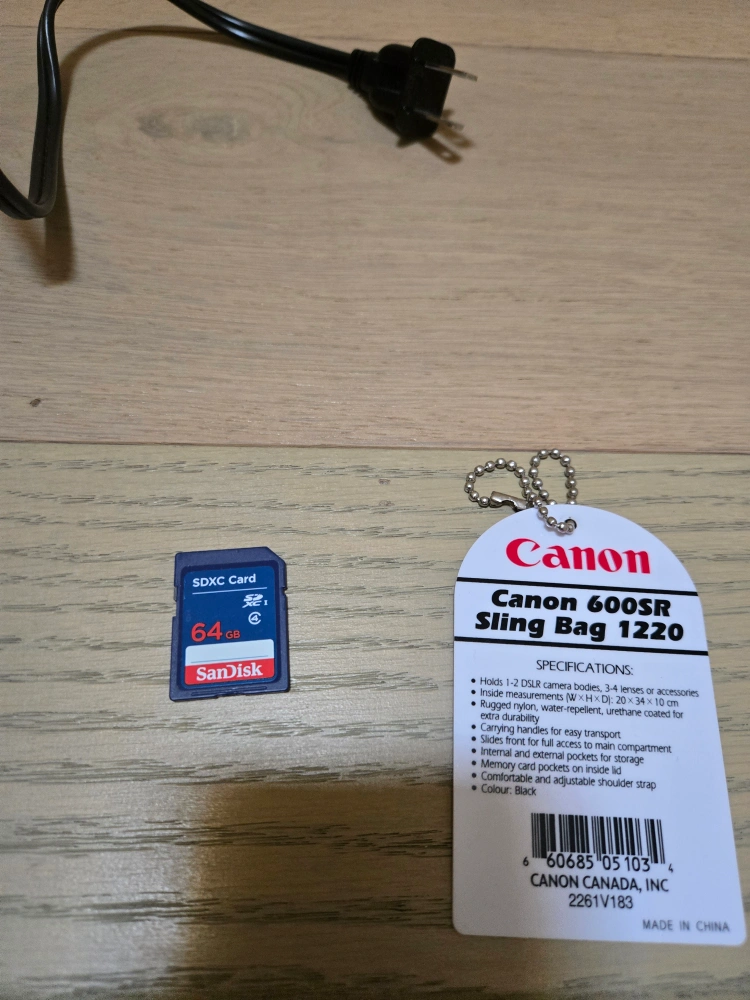 SDXC Card
SD
XC I
4
64 GB
SanDisk
Canon
Canon 600SR
Sling Bag 1220
SPECIFICATIONS:
• Holds 1-2 DSLR camera bodies, 3-4 lenses or accessories
• Inside measurements (W×H×D): 20×34×10 cm
• Rugged nylon, water-repellent, urethane coated for
extra durability
• Carrying handles for easy transport
• Slides front for full access to main compartment
• Internal and external pockets for storage
• Memory card pockets on inside lid
• Comfortable and adjustable shoulder strap
• Colour: Black
6 60685 05103 4
CANON CANADA, INC
2261V183
MADE IN CHINA